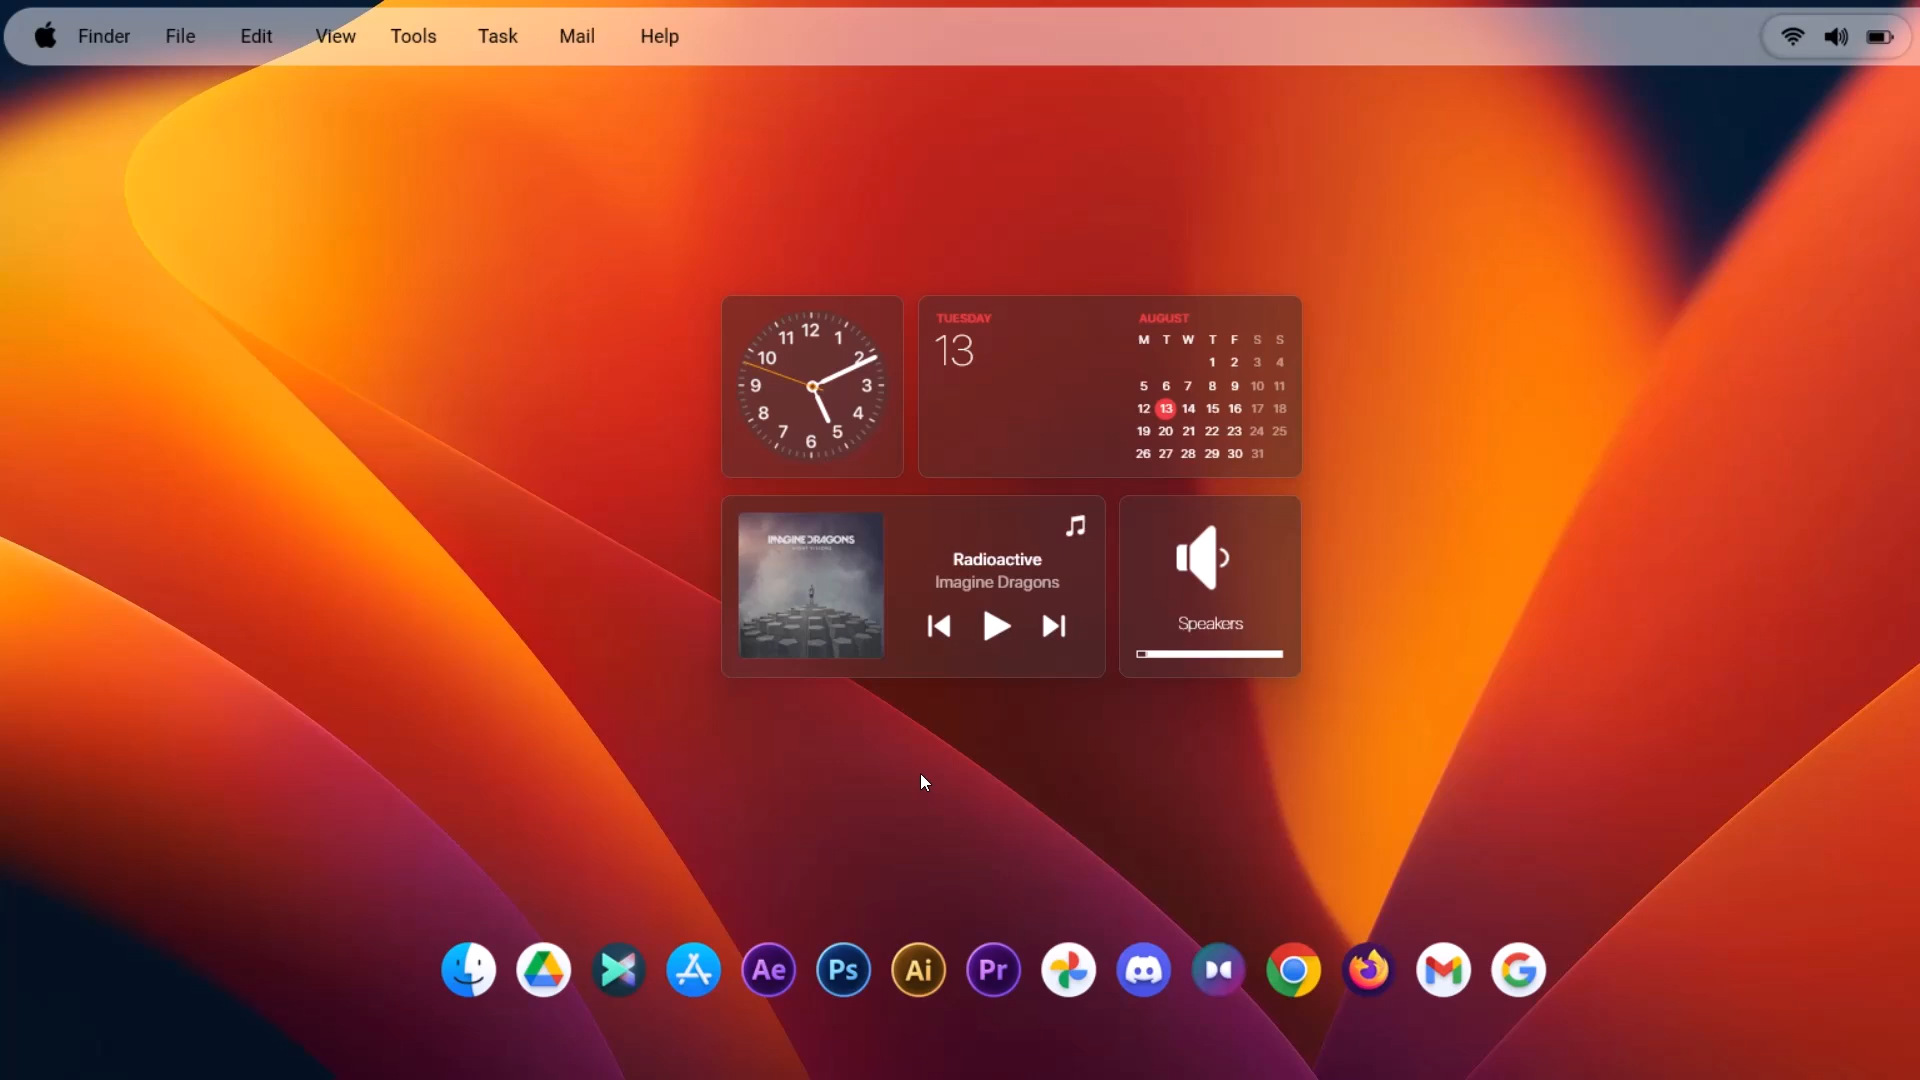 Finder File Edit View Tools Task Mail Help
12
11 1
10 2
9 3
8 4
7 5
6
TUESDAY
13
AUGUST
M T W T F S S
1 2 3 4
5 6 7 8 9 10 11
12 13 14 15 16 17 18
19 20 21 22 23 24 25
26 27 28 29 30 31
IMAGINE DRAGONS
NIGHT VISIONS
Radioactive
Imagine Dragons
Speakers
Ae Ps Ai Pr